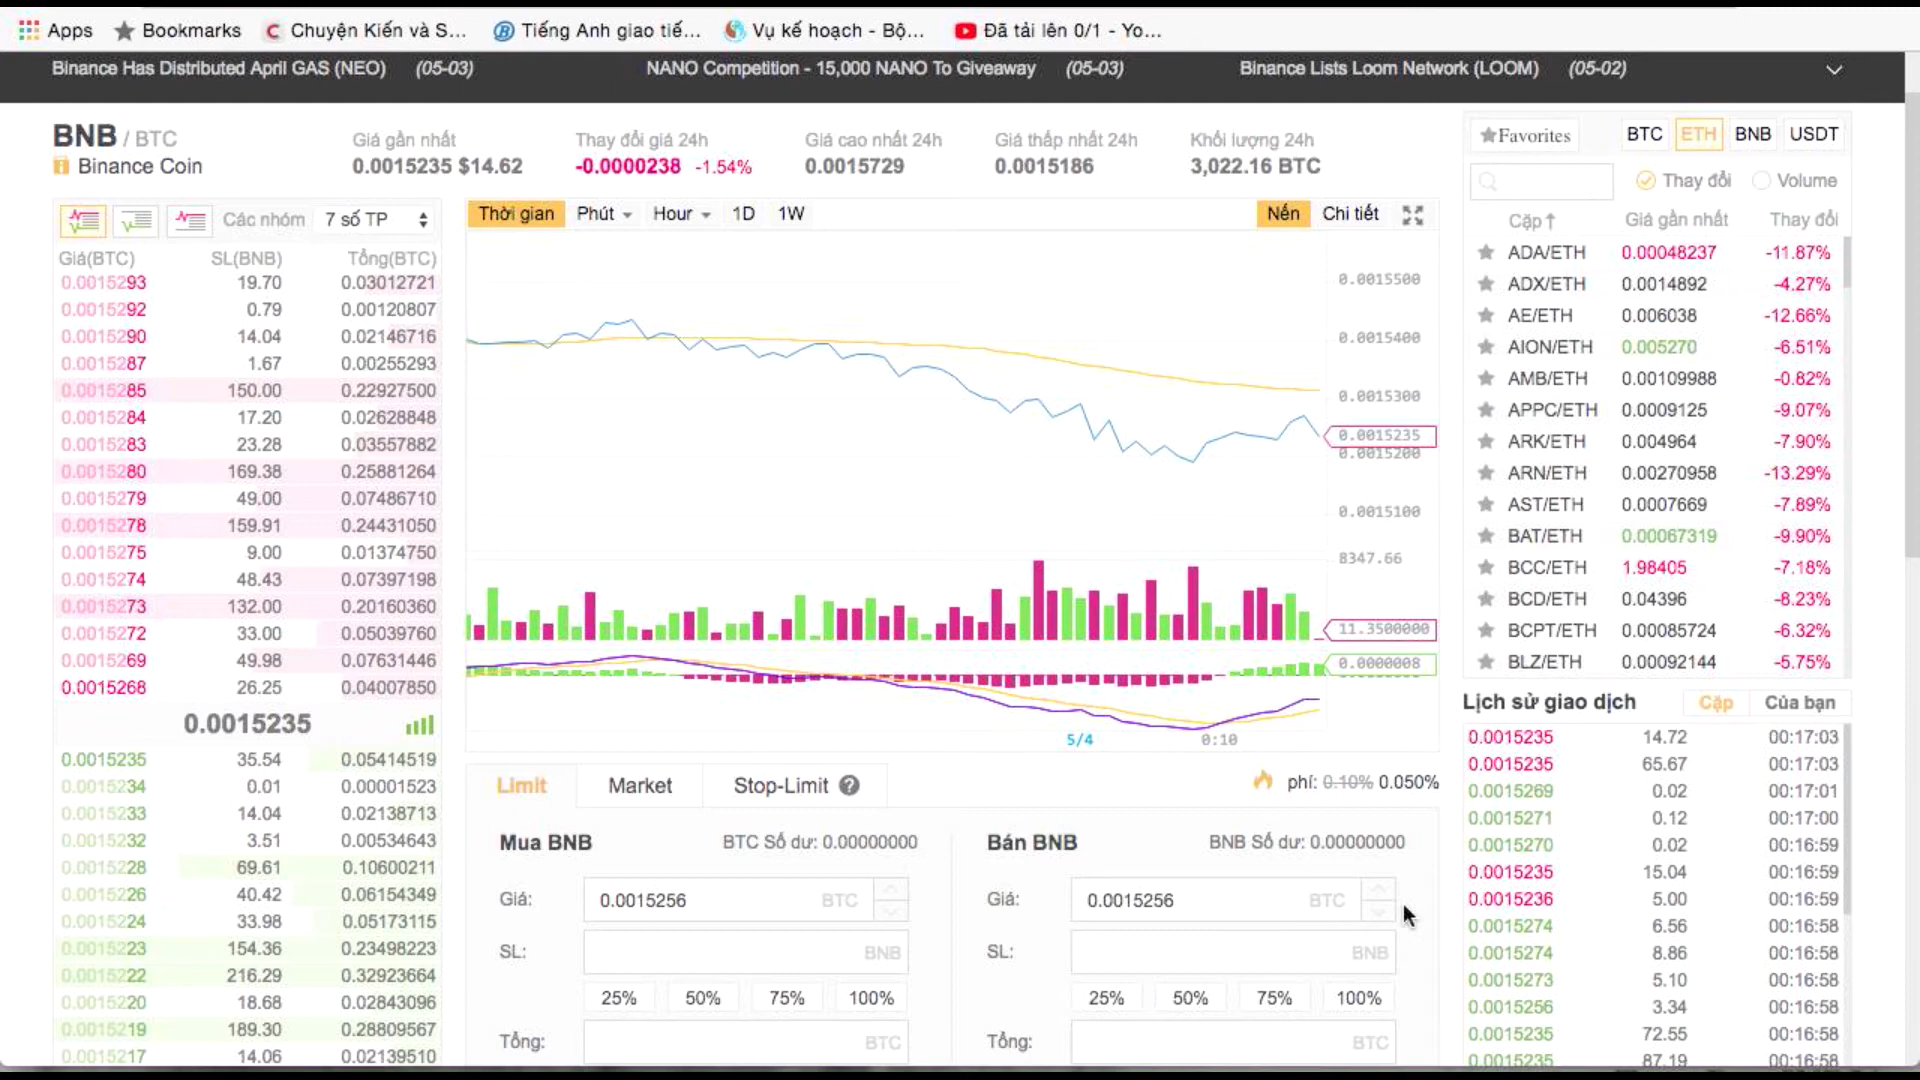 Apps Bookmarks Chuyện Kiến và S... Tiếng Anh giao tiế... Vụ kế hoạch - Bộ... Đã tải lên 0/1 - Yo...
Binance Has Distributed April GAS (NEO) (05-03) NANO Competition - 15,000 NANO To Giveaway (05-03) Binance Lists Loom Network (LOOM) (05-02)
BNB / BTC
Binance Coin
Giá gần nhất
0.0015235 $14.62
Thay đổi giá 24h
-0.0000238 -1.54%
Giá cao nhất 24h
0.0015729
Giá thấp nhất 24h
0.0015186
Khối lượng 24h
3,022.16 BTC
Các nhóm 7 số TP
Giá(BTC) SL(BNB) Tổng(BTC)
0.0015293 19.70 0.03012721
0.0015292 0.79 0.00120807
0.0015290 14.04 0.02146716
0.0015287 1.67 0.00255293
0.0015285 150.00 0.22927500
0.0015284 17.20 0.02628848
0.0015283 23.28 0.03557882
0.0015280 169.38 0.25881264
0.0015279 49.00 0.07486710
0.0015278 159.91 0.24431050
0.0015275 9.00 0.01374750
0.0015274 48.43 0.07397198
0.0015273 132.00 0.20160360
0.0015272 33.00 0.05039760
0.0015269 49.98 0.07631446
0.0015268 26.25 0.04007850
0.0015235
0.0015235 35.54 0.05414519
0.0015234 0.01 0.00001523
0.0015233 14.04 0.02138713
0.0015232 3.51 0.00534643
0.0015228 69.61 0.10600211
0.0015226 40.42 0.06154349
0.0015224 33.98 0.05173115
0.0015223 154.36 0.23498223
0.0015222 216.29 0.32923664
0.0015220 18.68 0.02843096
0.0015219 189.30 0.28809567
0.0015217 14.06 0.02139510
Thời gian Phút Hour 1D 1W Nến Chi tiết
0.0015500
0.0015400
0.0015300
0.0015235
0.0015200
0.0015100
8347.66
11.3500000
0.0000008
5/4 0:10
Limit Market Stop-Limit ? phí: 0.10% 0.050%
Mua BNB BTC Số dư: 0.00000000
Giá: 0.0015256 BTC
SL: BNB
25% 50% 75% 100%
Tổng: BTC
Bán BNB BNB Số dư: 0.00000000
Giá: 0.0015256 BTC
SL: BNB
25% 50% 75% 100%
Tổng: BTC
Favorites BTC ETH BNB USDT
Thay đổi Volume
Cặp↑ Giá gần nhất Thay đổi
ADA/ETH 0.00048237 -11.87%
ADX/ETH 0.0014892 -4.27%
AE/ETH 0.006038 -12.66%
AION/ETH 0.005270 -6.51%
AMB/ETH 0.00109988 -0.82%
APPC/ETH 0.0009125 -9.07%
ARK/ETH 0.004964 -7.90%
ARN/ETH 0.00270958 -13.29%
AST/ETH 0.0007669 -7.89%
BAT/ETH 0.00067319 -9.90%
BCC/ETH 1.98405 -7.18%
BCD/ETH 0.04396 -8.23%
BCPT/ETH 0.00085724 -6.32%
BLZ/ETH 0.00092144 -5.75%
Lịch sử giao dịch Cặp Của bạn
0.0015235 14.72 00:17:03
0.0015235 65.67 00:17:03
0.0015269 0.02 00:17:01
0.0015271 0.12 00:17:00
0.0015270 0.02 00:16:59
0.0015235 15.04 00:16:59
0.0015236 5.00 00:16:59
0.0015274 6.56 00:16:58
0.0015274 8.86 00:16:58
0.0015273 5.10 00:16:58
0.0015256 3.34 00:16:58
0.0015235 72.55 00:16:58
0.0015235 87.19 00:16:58